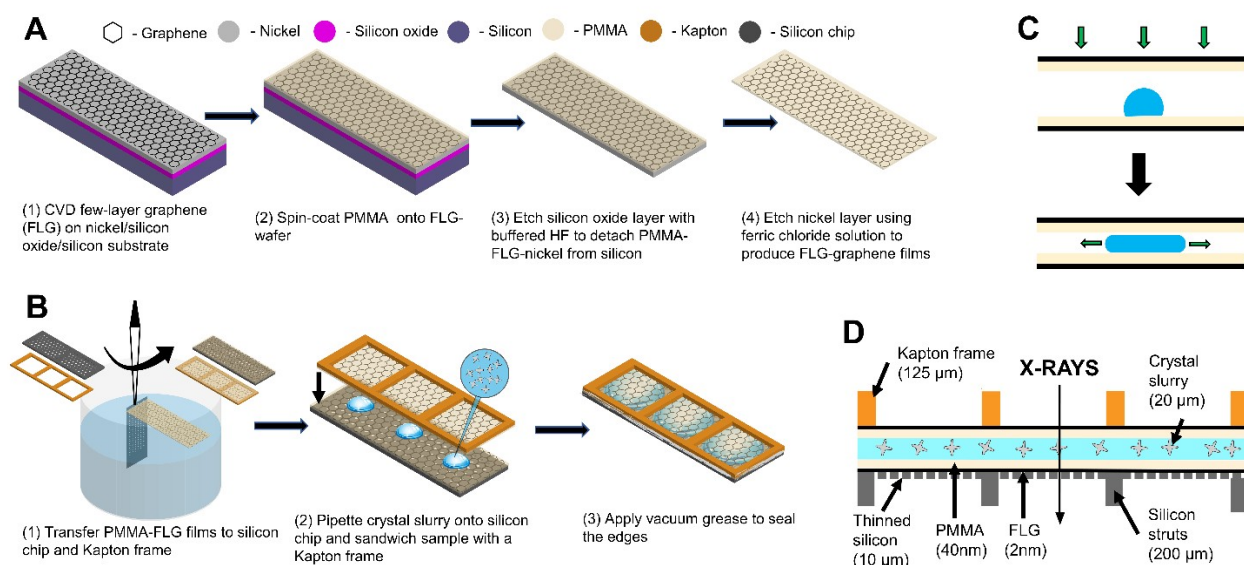 A
- Graphene - Nickel - Silicon oxide - Silicon - PMMA - Kapton - Silicon chip
(1) CVD few-layer graphene
(FLG) on nickel/silicon
oxide/silicon substrate
(2) Spin-coat PMMA onto FLG-
wafer
(3) Etch silicon oxide layer with
buffered HF to detach PMMA-
FLG-nickel from silicon
(4) Etch nickel layer using
ferric chloride solution to
produce FLG-graphene films
B
(1) Transfer PMMA-FLG films to silicon
chip and Kapton frame
(2) Pipette crystal slurry onto silicon
chip and sandwich sample with a
Kapton frame
(3) Apply vacuum grease to seal
the edges
C
D
Kapton frame
(125 µm)
X-RAYS
Crystal
slurry
(20 µm)
Thinned
silicon
(10 µm)
PMMA
(40nm)
FLG
(2nm)
Silicon
struts
(200 µm)